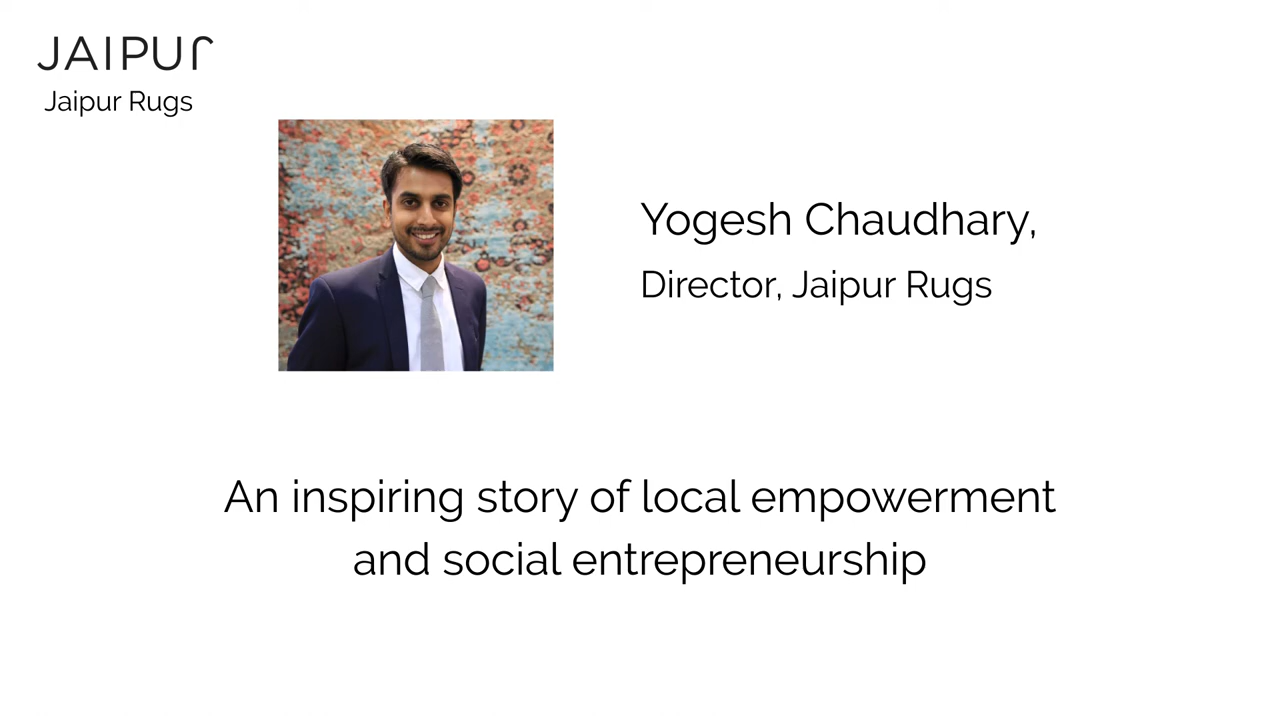 JAIPUR
Jaipur Rugs
Yogesh Chaudhary,
Director, Jaipur Rugs
An inspiring story of local empowerment
and social entrepreneurship